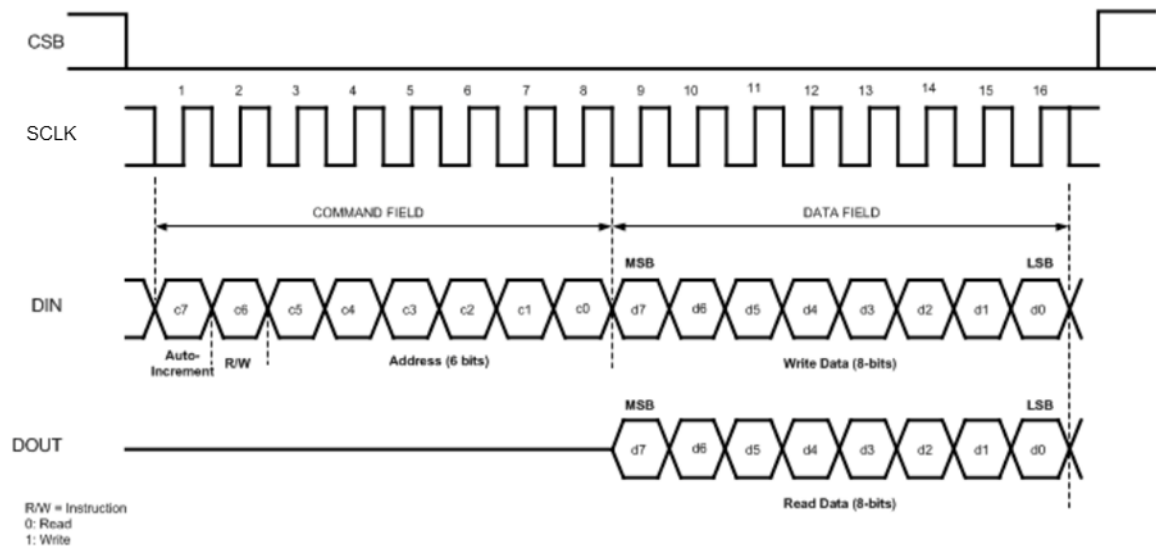 CSB
1 2 3 4 5 6 7 8 9 10 11 12 13 14 15 16
SCLK
COMMAND FIELD DATA FIELD
MSB LSB
DIN c7 c6 c5 c4 c3 c2 c1 c0 d7 d6 d5 d4 d3 d2 d1 d0
Auto-
Increment R/W Address (6 bits) Write Data (8-bits)
MSB LSB
DOUT d7 d6 d5 d4 d3 d2 d1 d0
Read Data (8-bits)
R/W = Instruction
0: Read
1: Write